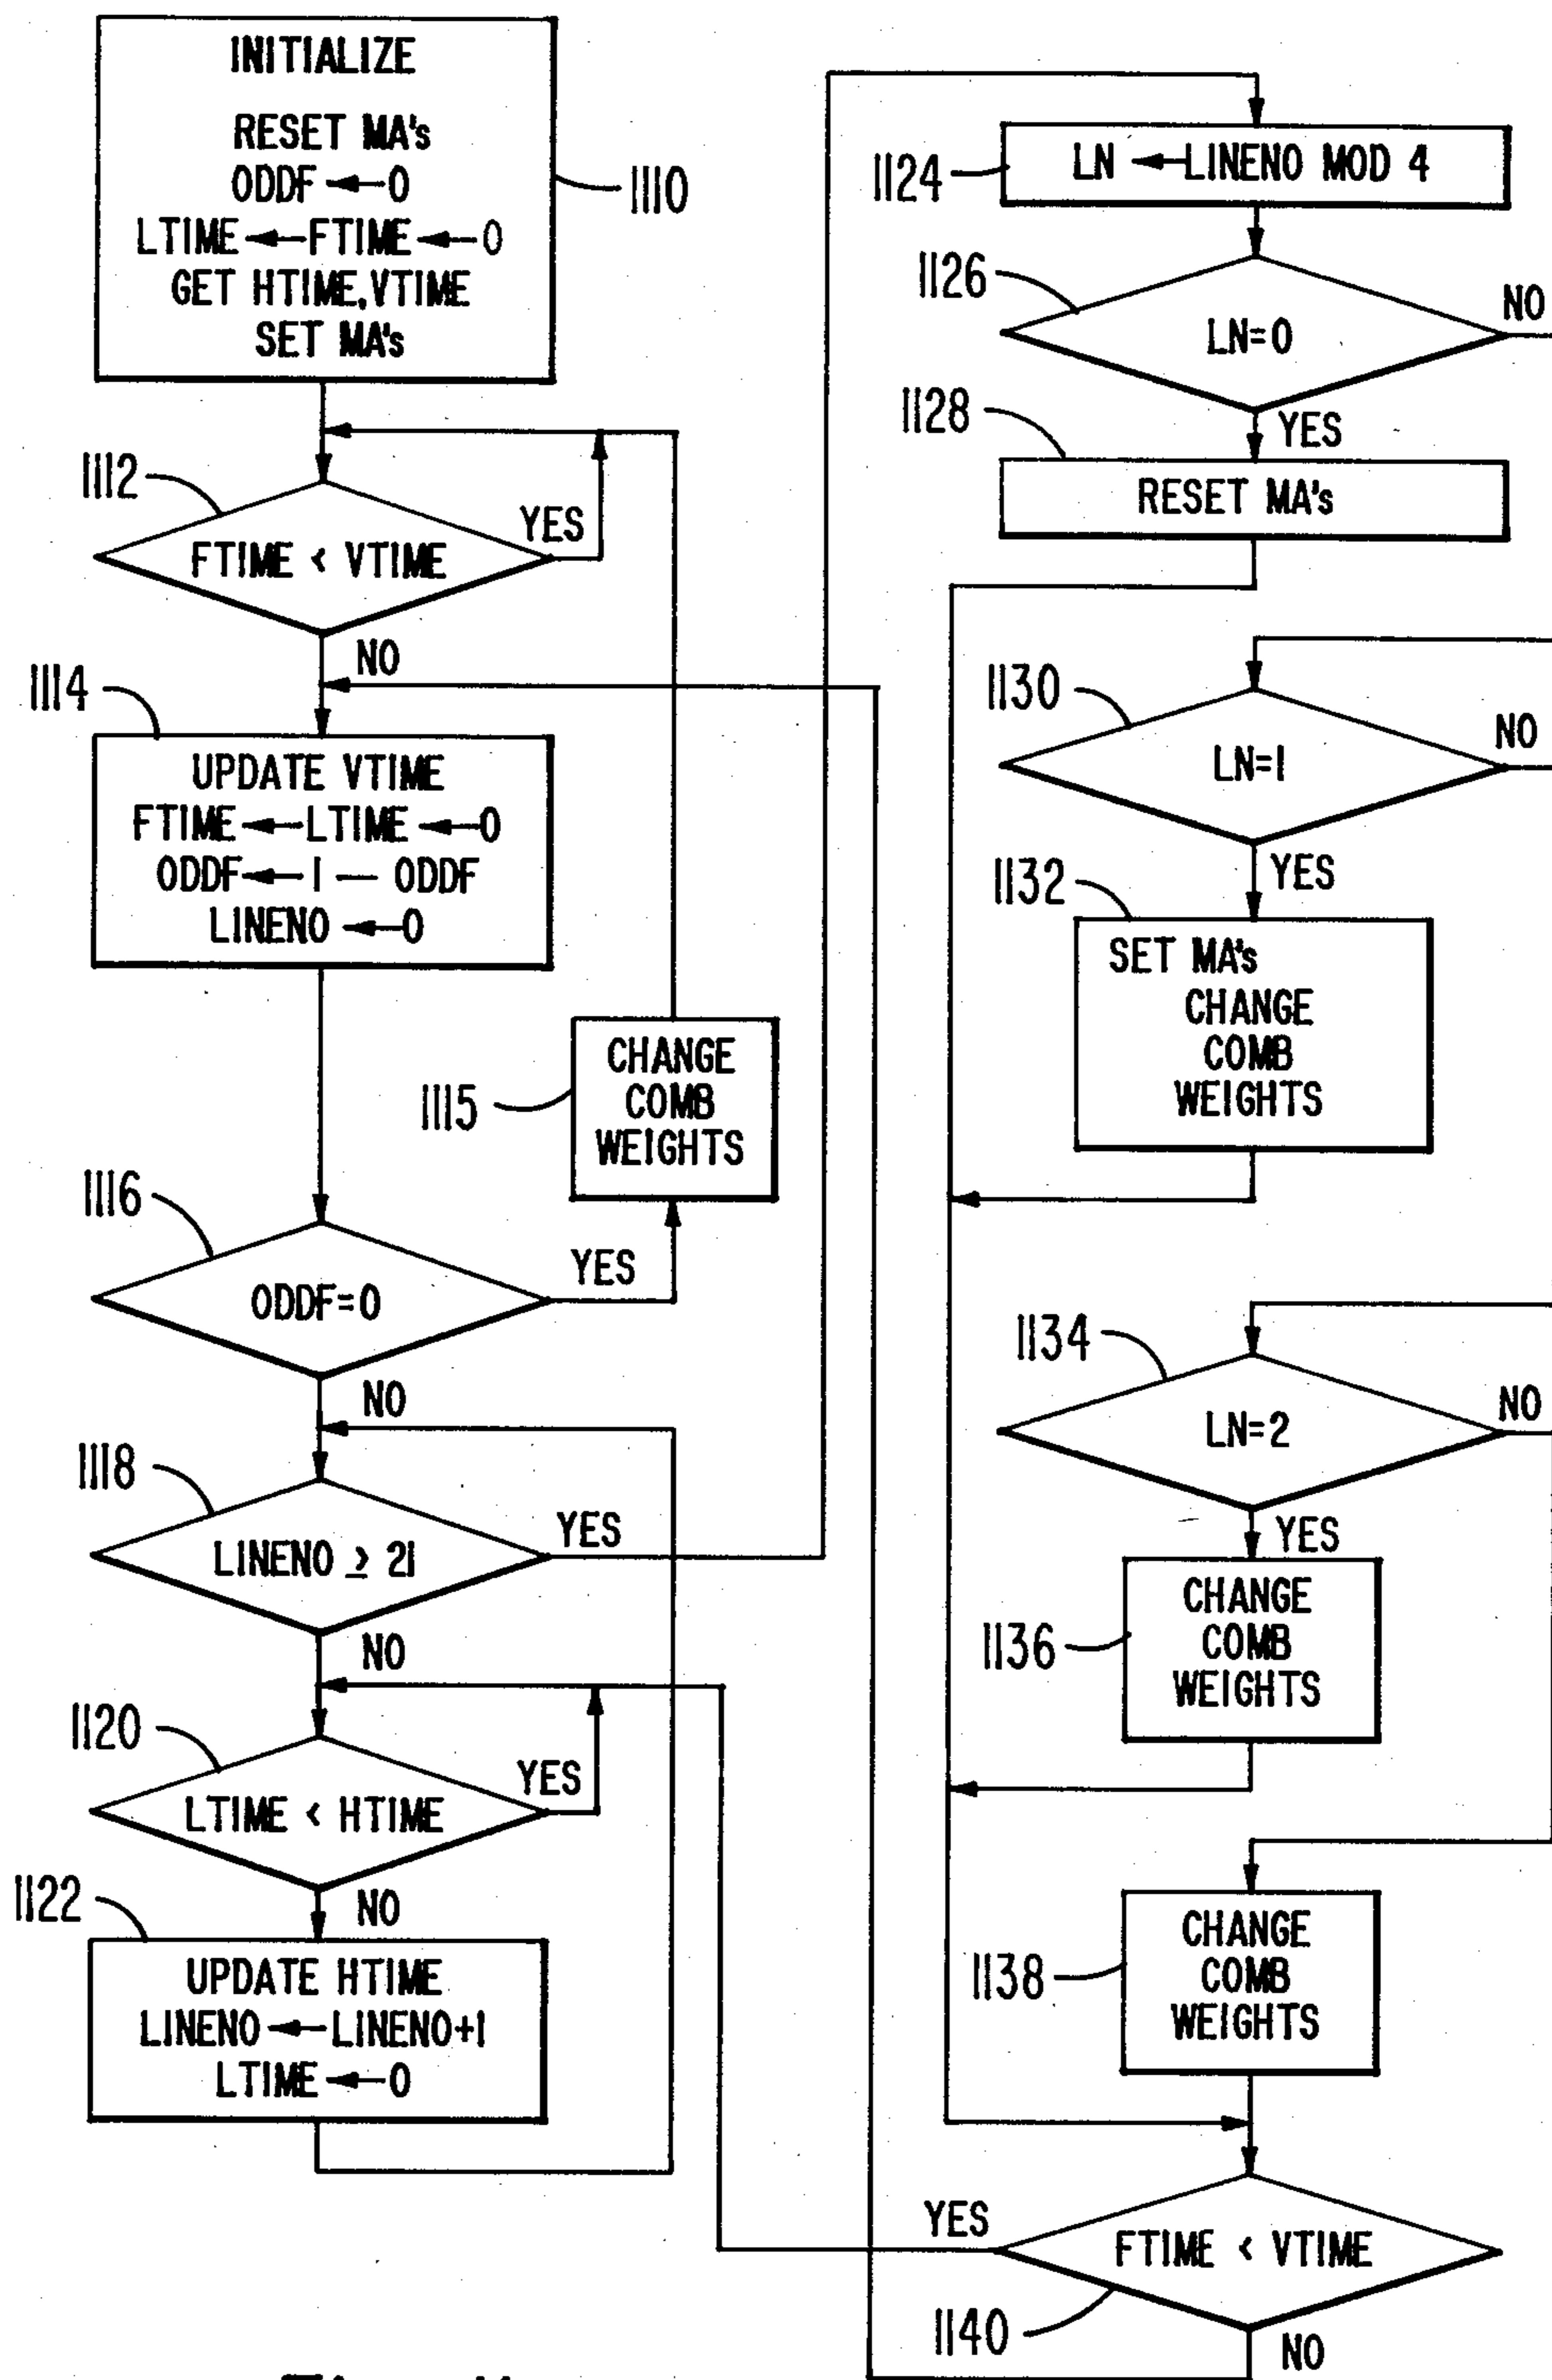 INITIALIZE
RESET MA's
ODDF ← 0
LTIME ← FTIME ← 0
GET HTIME, VTIME
SET MA's
1110
1112
FTIME < VTIME
YES
NO
1114
UPDATE VTIME
FTIME ← LTIME ← 0
ODDF ← 1 — ODDF
LINENO ← 0
1115
CHANGE
COMB
WEIGHTS
1116
ODDF=0
YES
NO
1118
LINENO ≥ 21
YES
NO
1120
LTIME < HTIME
YES
NO
1122
UPDATE HTIME
LINENO ← LINENO+1
LTIME ← 0
1124
LN ← LINENO MOD 4
1126
LN=0
NO
YES
1128
RESET MA's
1130
LN=1
NO
YES
1132
SET MA's
CHANGE
COMB
WEIGHTS
1134
LN=2
NO
YES
1136
CHANGE
COMB
WEIGHTS
1138
CHANGE
COMB
WEIGHTS
1140
FTIME < VTIME
YES
NO